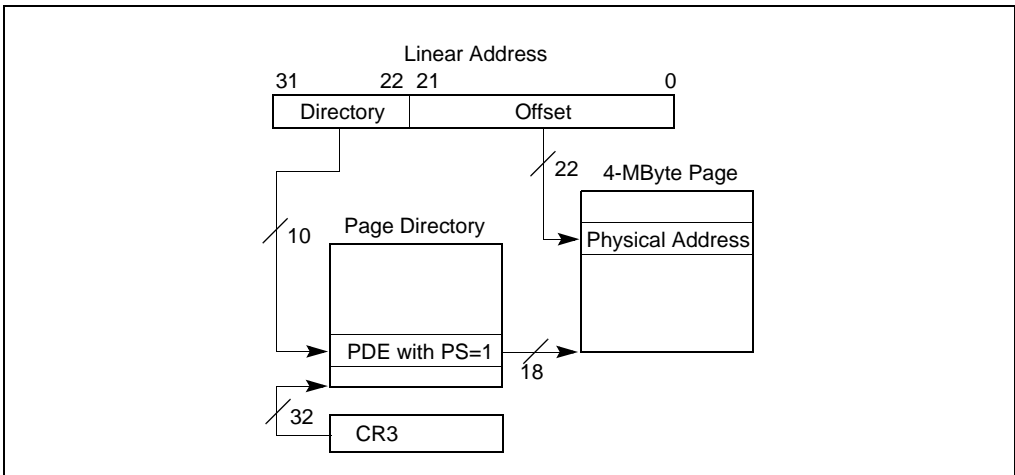 Linear Address
31 22 21 0
Directory Offset
22
4-MByte Page
10
Page Directory
Physical Address
PDE with PS=1
18
32
CR3